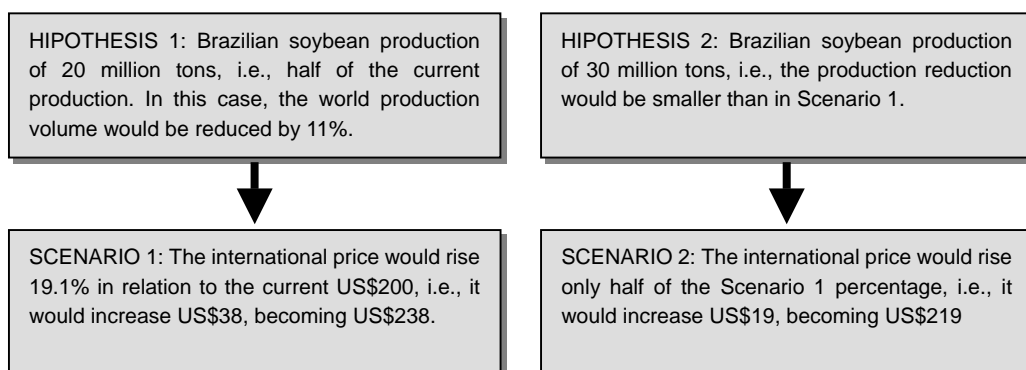 HIPOTHESIS 1: Brazilian soybean production
of 20 million tons, i.e., half of the current
production. In this case, the world production
volume would be reduced by 11%.
HIPOTHESIS 2: Brazilian soybean production
of 30 million tons, i.e., the production reduction
would be smaller than in Scenario 1.
SCENARIO 1: The international price would rise
19.1% in relation to the current US$200, i.e., it
would increase US$38, becoming US$238.
SCENARIO 2: The international price would rise
only half of the Scenario 1 percentage, i.e., it
would increase US$19, becoming US$219